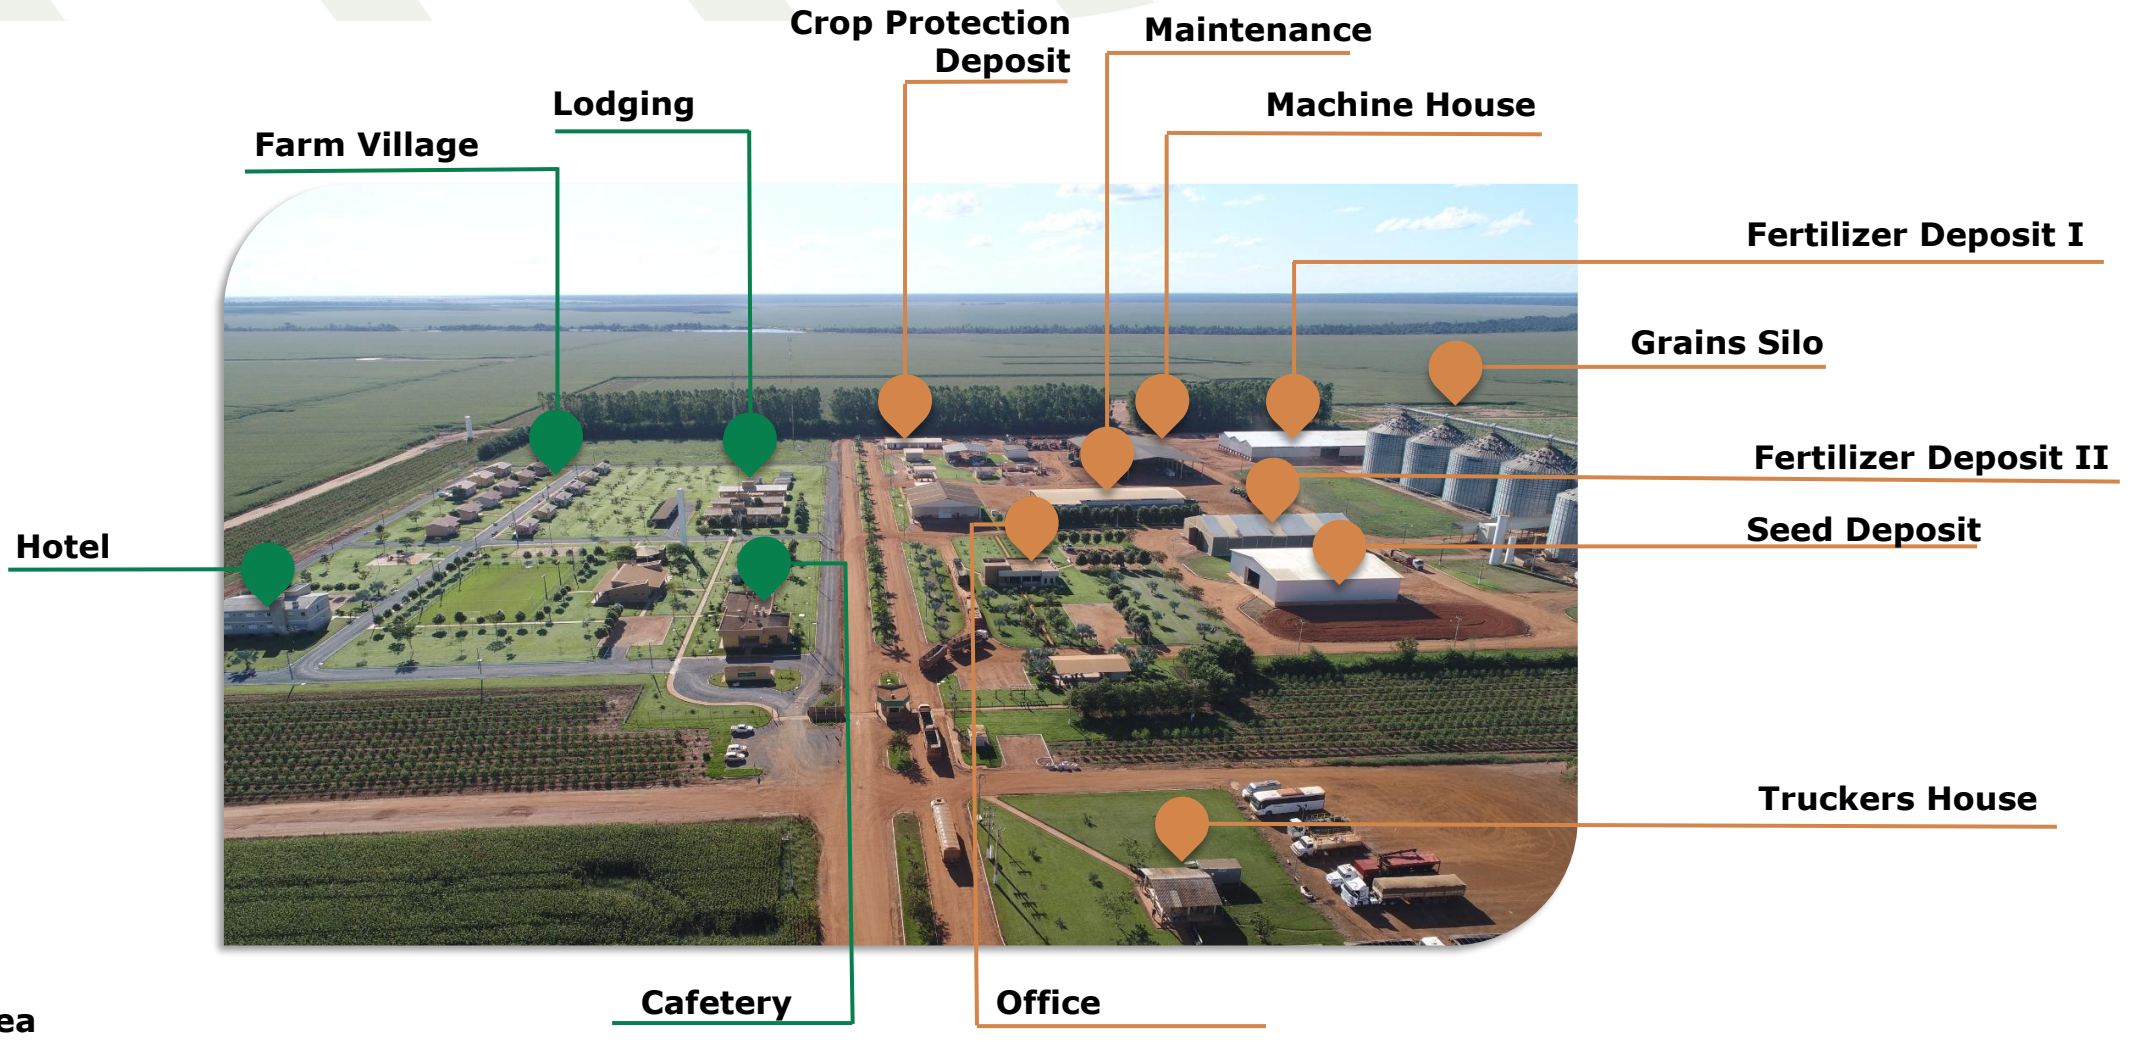 Crop Protection
Deposit
Maintenance
Lodging
Machine House
Farm Village
Fertilizer Deposit I
Grains Silo
Fertilizer Deposit II
Seed Deposit
Hotel
Truckers House
Cafetery
Office
ea